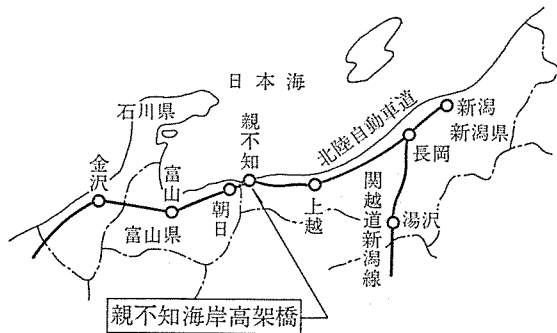 日本海
石川県
親不知
北陸自動車道
新潟
新潟県
長岡
金沢
富山
朝日
上越
関越道新潟線
湯沢
富山県
親不知海岸高架橋